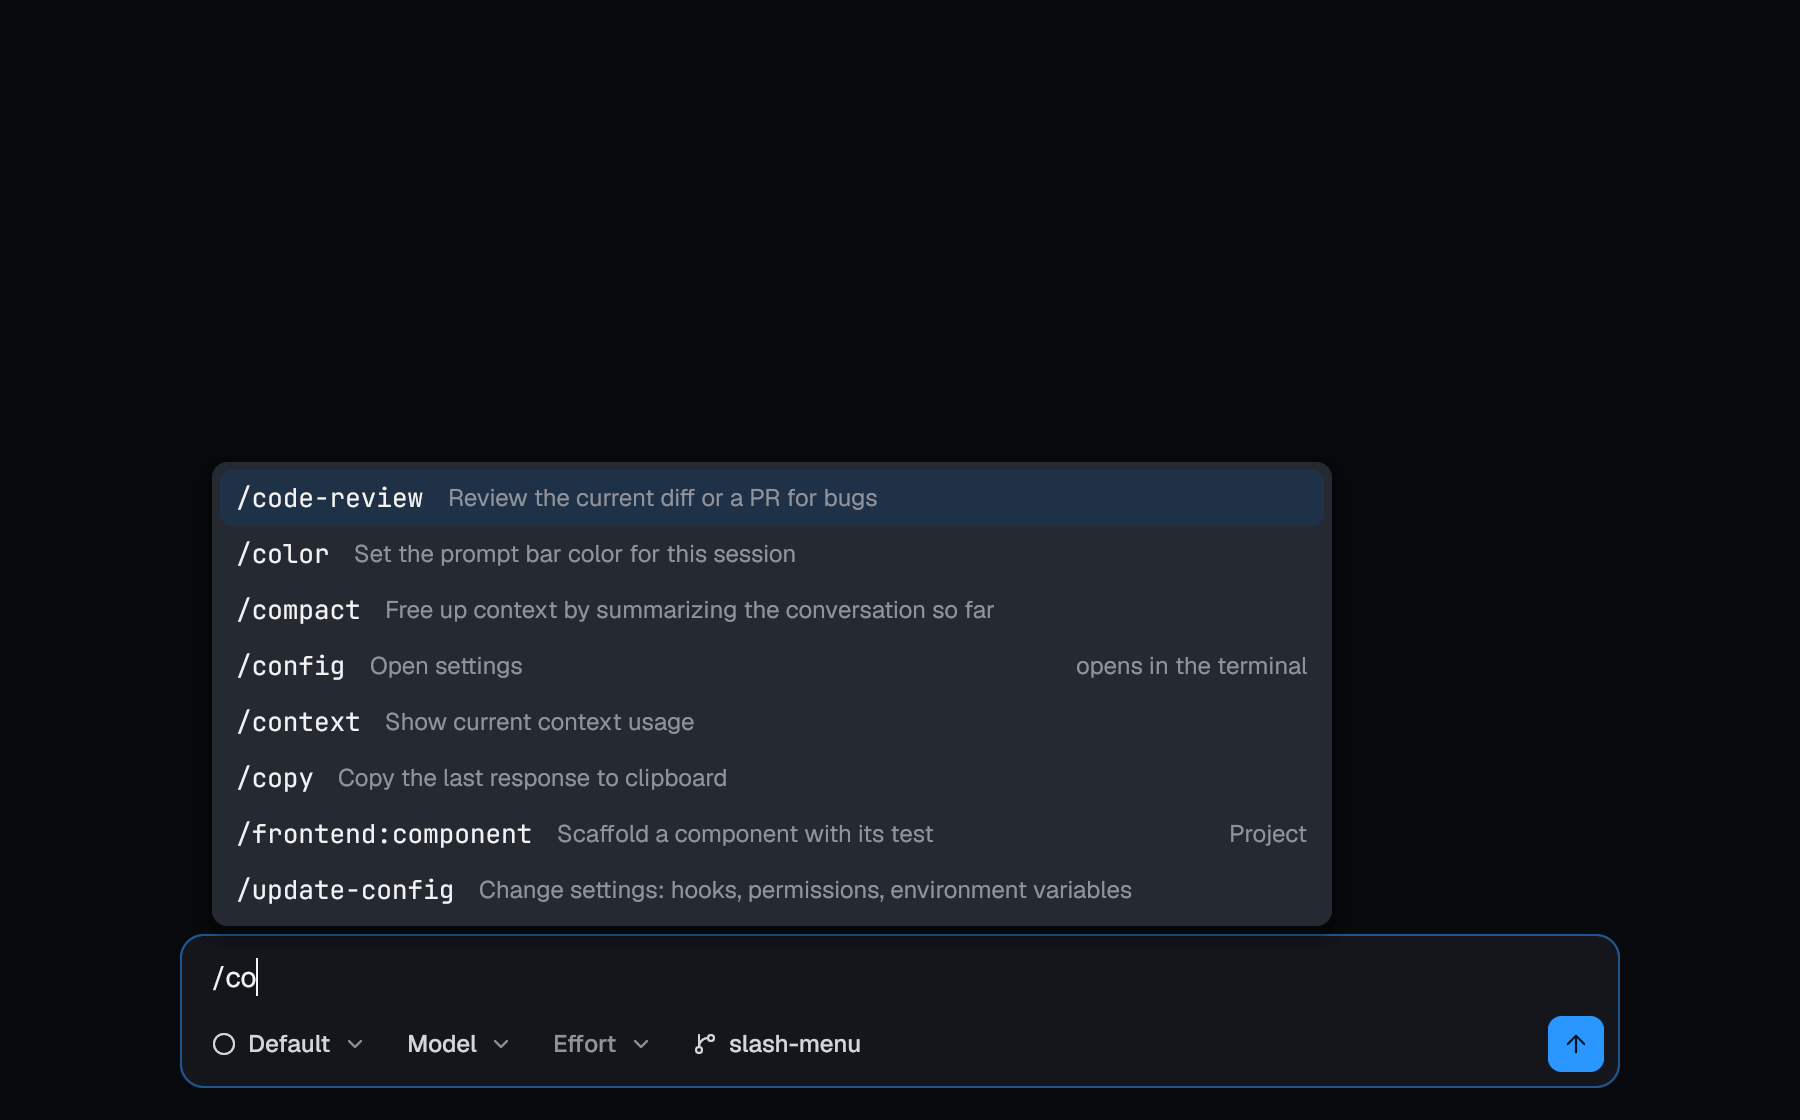 /code-review Review the current diff or a PR for bugs
/color Set the prompt bar color for this session
/compact Free up context by summarizing the conversation so far
/config Open settings opens in the terminal
/context Show current context usage
/copy Copy the last response to clipboard
/frontend:component Scaffold a component with its test Project
/update-config Change settings: hooks, permissions, environment variables
/co
Default Model Effort slash-menu